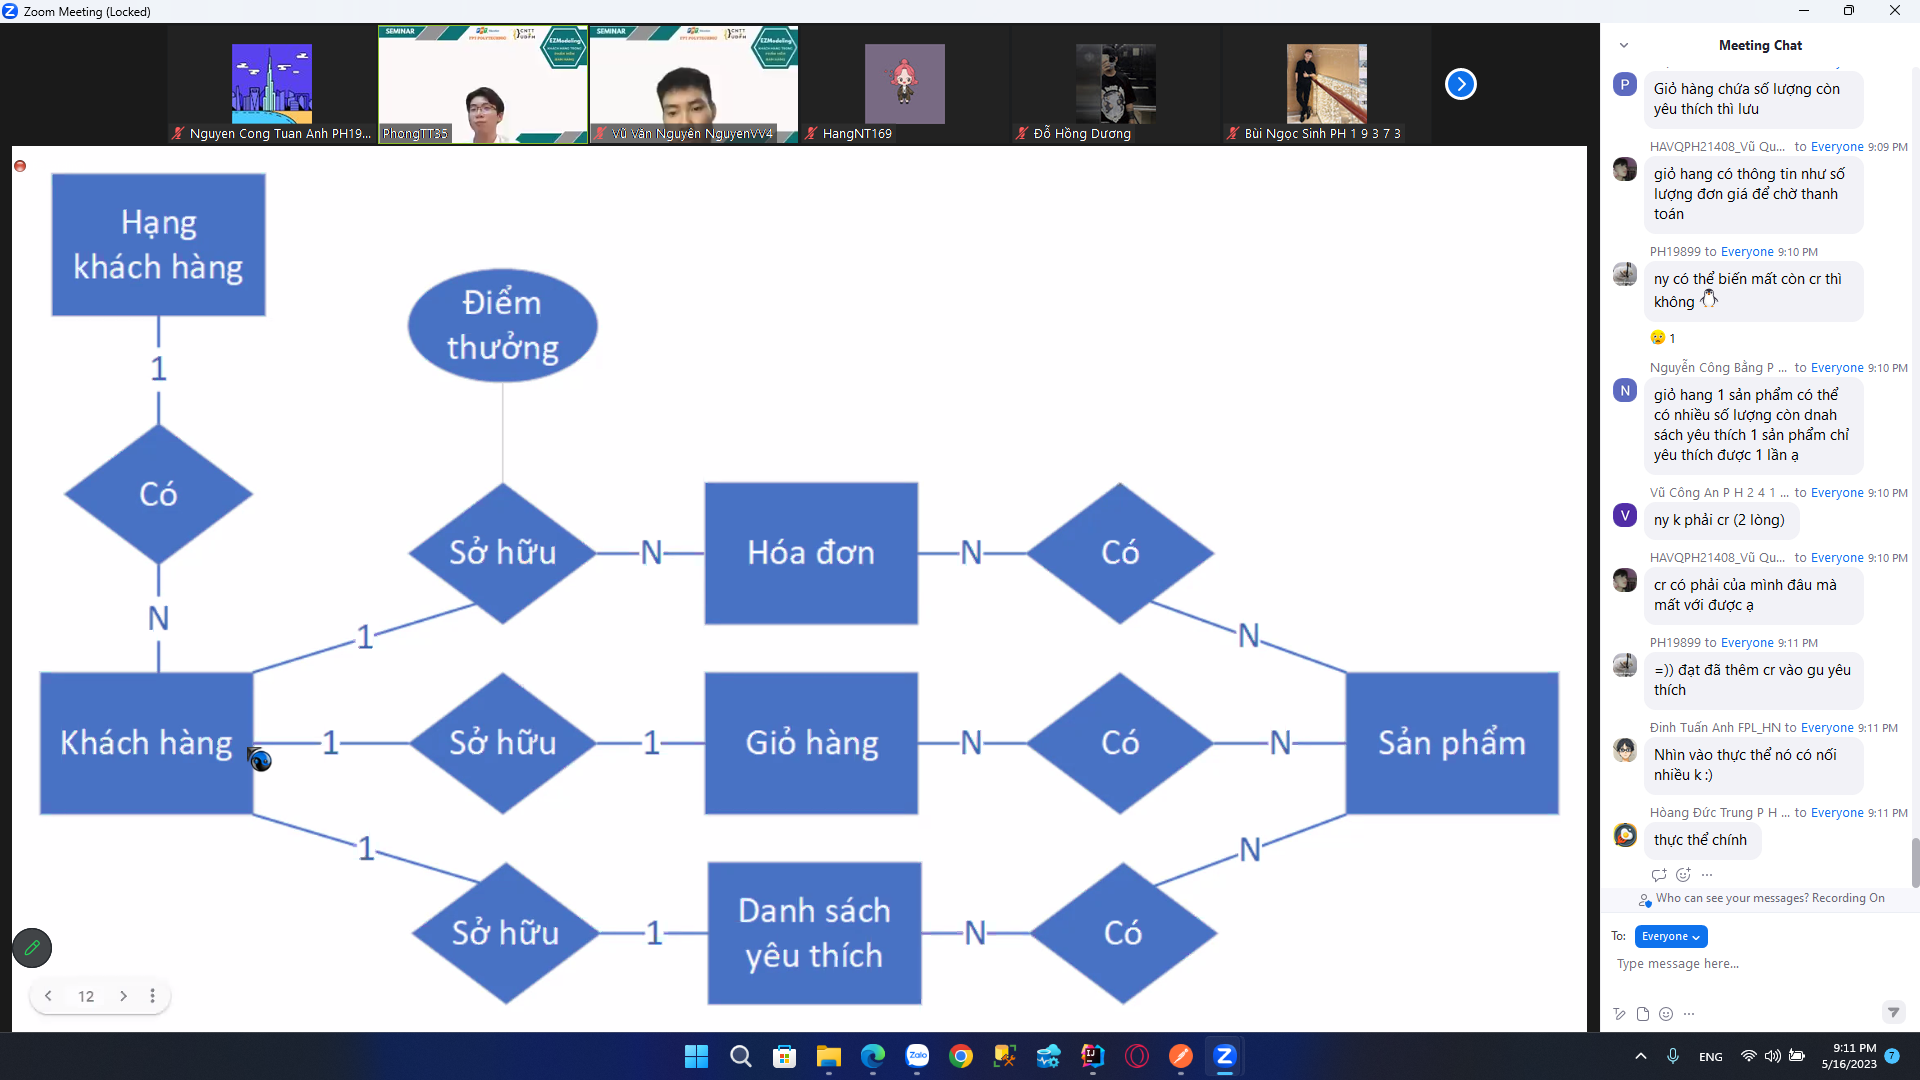 Zoom Meeting (Locked)
SEMINAR
EZModeling
CNTT
UDPM
SEMINAR
EZModeling
CNTT
UDPM
Nguyen Cong Tuan Anh PH19...
PhongTT35
Vũ Văn Nguyên NguyenVV4
HangNT169
Đỗ Hồng Dương
Bùi Ngọc Sinh PH 1 9 3 7 3
Hạng
khách hàng
1
Có
N
Khách hàng
Điểm
thưởng
Sở hữu
N
Hóa đơn
N
Có
1
N
1
Sở hữu
1
Giỏ hàng
N
Có
N
Sản phẩm
1
N
Sở hữu
1
Danh sách
yêu thích
N
Có
12
Meeting Chat
P
Giỏ hàng chứa số lượng còn
yêu thích thì lưu
HAVQPH21408_Vũ Qu... to Everyone 9:09 PM
giỏ hang có thông tin như số
lượng đơn giá để chờ thanh
toán
PH19899 to Everyone 9:10 PM
ny có thể biến mất còn cr thì
không
1
Nguyễn Công Bằng P ... to Everyone 9:10 PM
N
giỏ hang 1 sản phẩm có thể
có nhiều số lượng còn dnah
sách yêu thích 1 sản phẩm chỉ
yêu thích được 1 lần ạ
Vũ Công An P H 2 4 1 ... to Everyone 9:10 PM
V
ny k phải cr (2 lòng)
HAVQPH21408_Vũ Qu... to Everyone 9:10 PM
cr có phải của mình đâu mà
mất với được ạ
PH19899 to Everyone 9:11 PM
=)) đạt đã thêm cr vào gu yêu
thích
Đinh Tuấn Anh FPL_HN to Everyone 9:11 PM
Nhìn vào thực thể nó có nối
nhiều k :)
Hòang Đức Trung P H ... to Everyone 9:11 PM
thực thể chính
Who can see your messages? Recording On
To: Everyone
Type message here...
Zalo
ENG
9:11 PM
5/16/2023
7